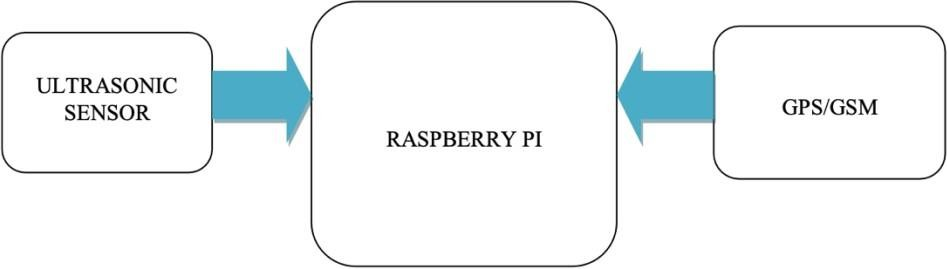 ULTRASONIC
SENSOR
RASPBERRY PI
GPS/GSM